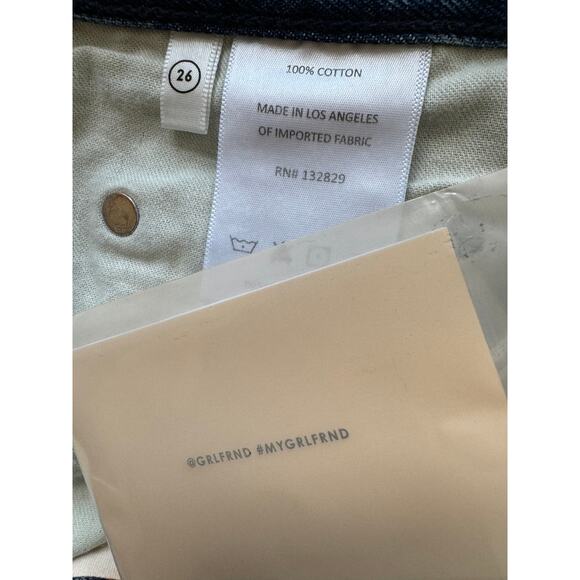 26
100% COTTON
MADE IN LOS ANGELES
OF IMPORTED FABRIC
RN# 132829
@GRLFRND #MYGRLFRND